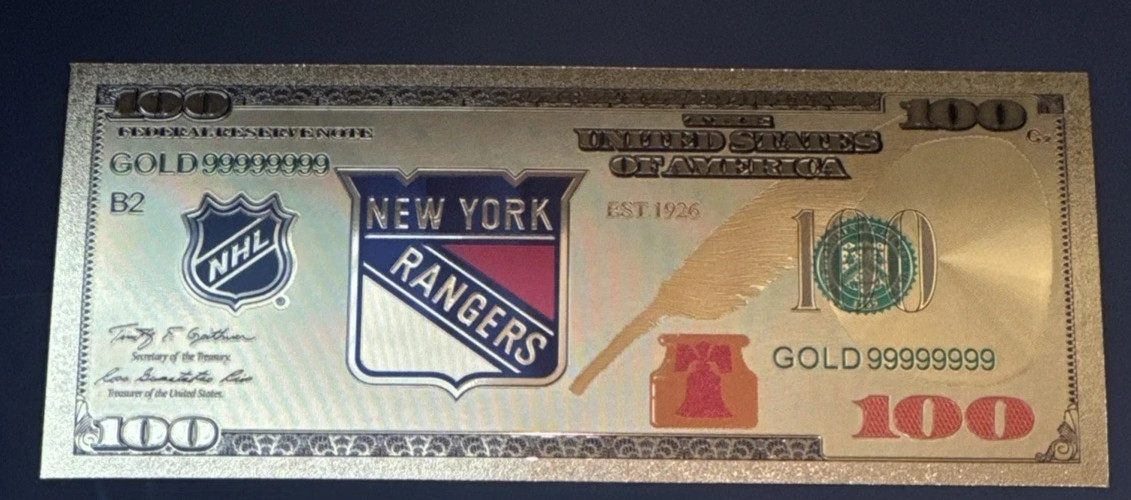 100
FEDERAL RESERVE NOTE
GOLD 99999999
B2
NHL
NEW YORK
RANGERS
THE
UNITED STATES
OF AMERICA
EST. 1926
100
100
GOLD 99999999
Secretary of the Treasury.
Treasurer of the United States.
100
100